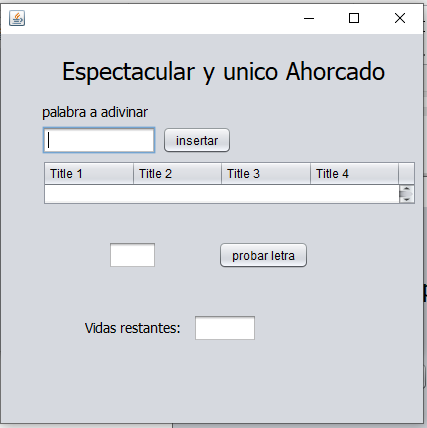 Espectacular y unico Ahorcado
palabra a adivinar
insertar
Title 1 Title 2 Title 3 Title 4
probar letra
Vidas restantes: